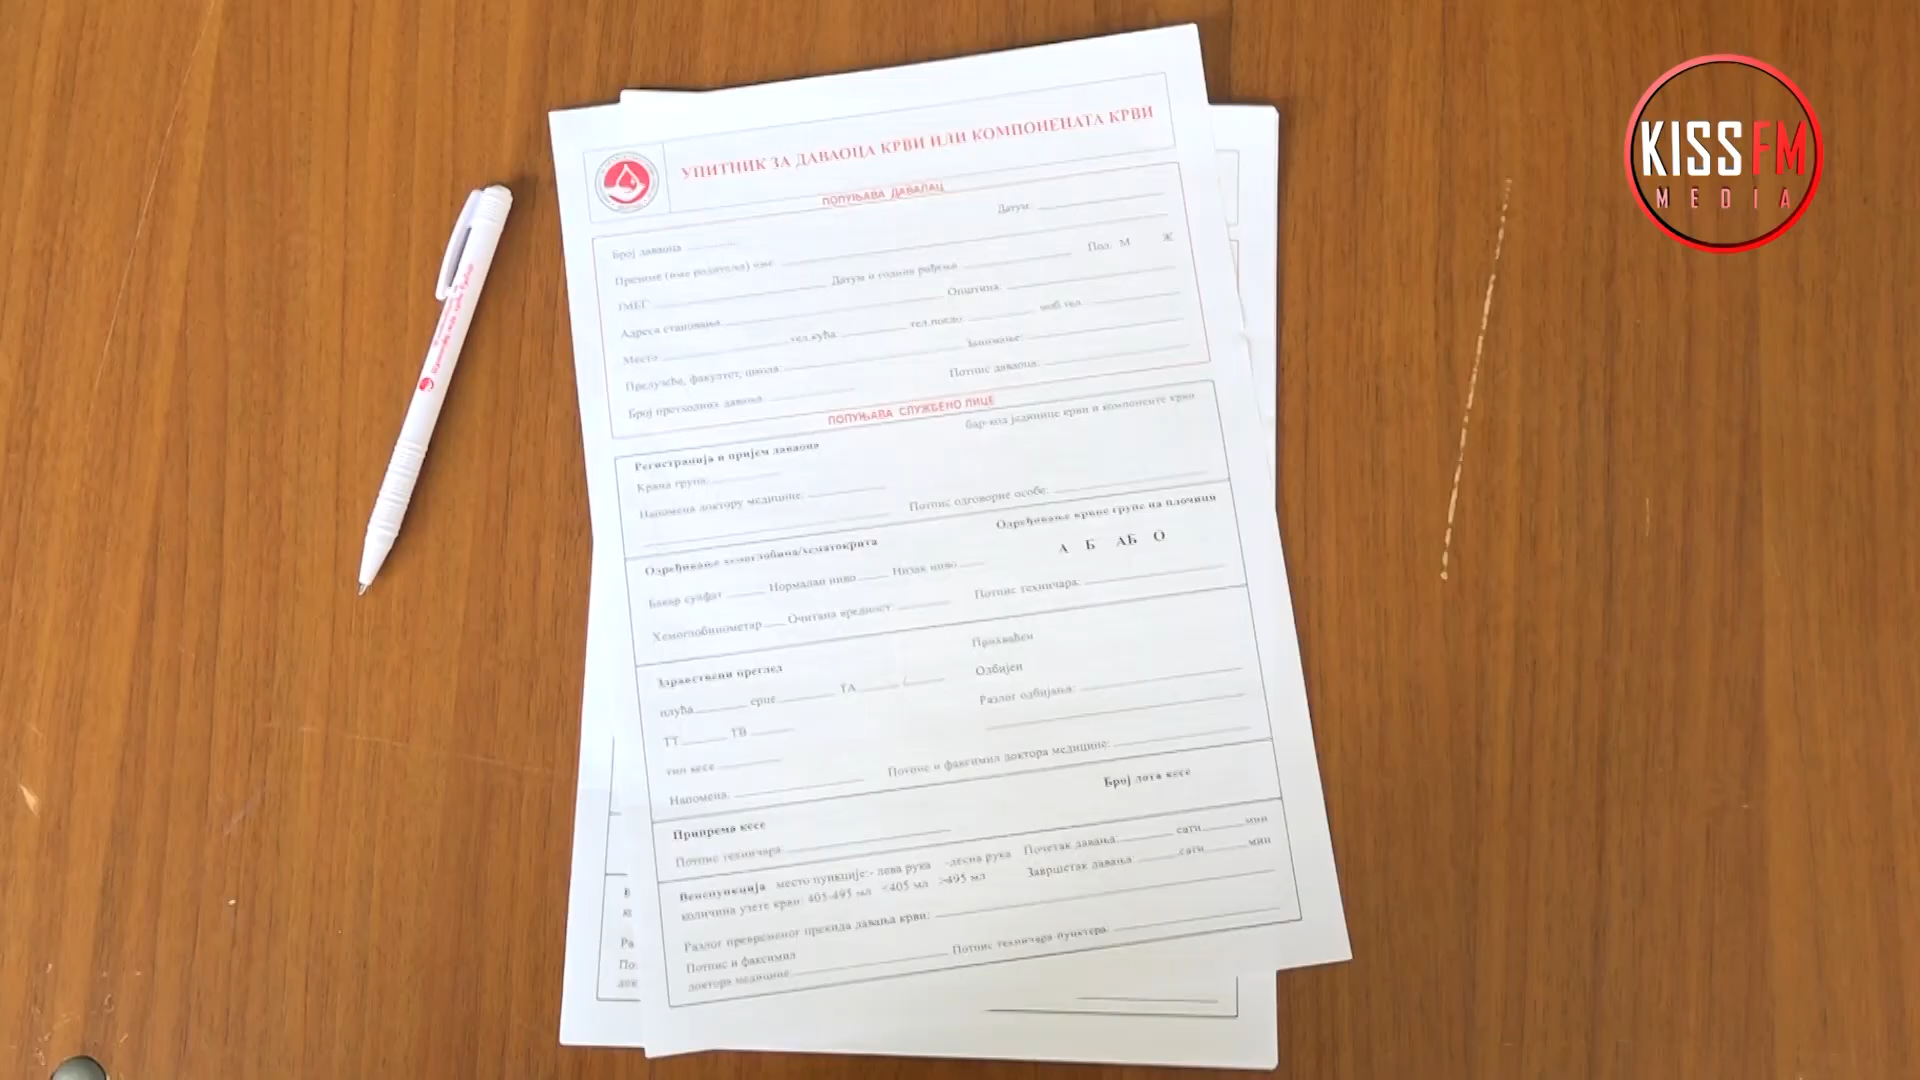 KISS FM
MEDIA
УПИТНИК ЗА ДАВАОЦА КРВИ ИЛИ КОМПОНЕНАТА КРВИ
ПОПУЊАВА ДАВАЛАЦ
Број даваоца
Датум:
Презиме (име родитеља) име
Пол: М Ж
ЈМБГ
Датум и година рађења
Адреса становања
Општина:
Место
тел.кућа
тел.посао
моб.тел
Предузеће, факултет, школа:
Занимање:
Број претходних давања
Потпис даваоца:
ПОПУЊАВА СЛУЖБЕНО ЛИЦЕ
Регистрација и пријем даваоца
бар-код јединице крви и компоненте крви
Крвна група:
Напомена доктору медицине:
Потпис одговорне особе:
Одређивање хемоглобина/хематокрита
Одређивање крвне групе на плочици
А Б АБ О
Бакар сулфат
Нормалан ниво
Низак ниво
Хемоглобинометар
Очитана вредност
Потпис техничара:
Здравствени преглед
Прихваћен
плућа
срце
ТА
/
Одбијен
ТТ
ТВ
Разлог одбијања:
тип кесе
Напомена:
Потпис и факсимил доктора медицине:
Припрема кесе
Број лота кесе
Потпис техничара
Венепункција место пункције:- лева рука -десна рука Почетак давања: сати мин
количина узете крви: 405-495 мл <405 мл >495 мл Завршетак давања: сати мин
Разлог превременог прекида давања крви:
Потпис и факсимил
доктора медицине:
Потпис техничара пунктера: